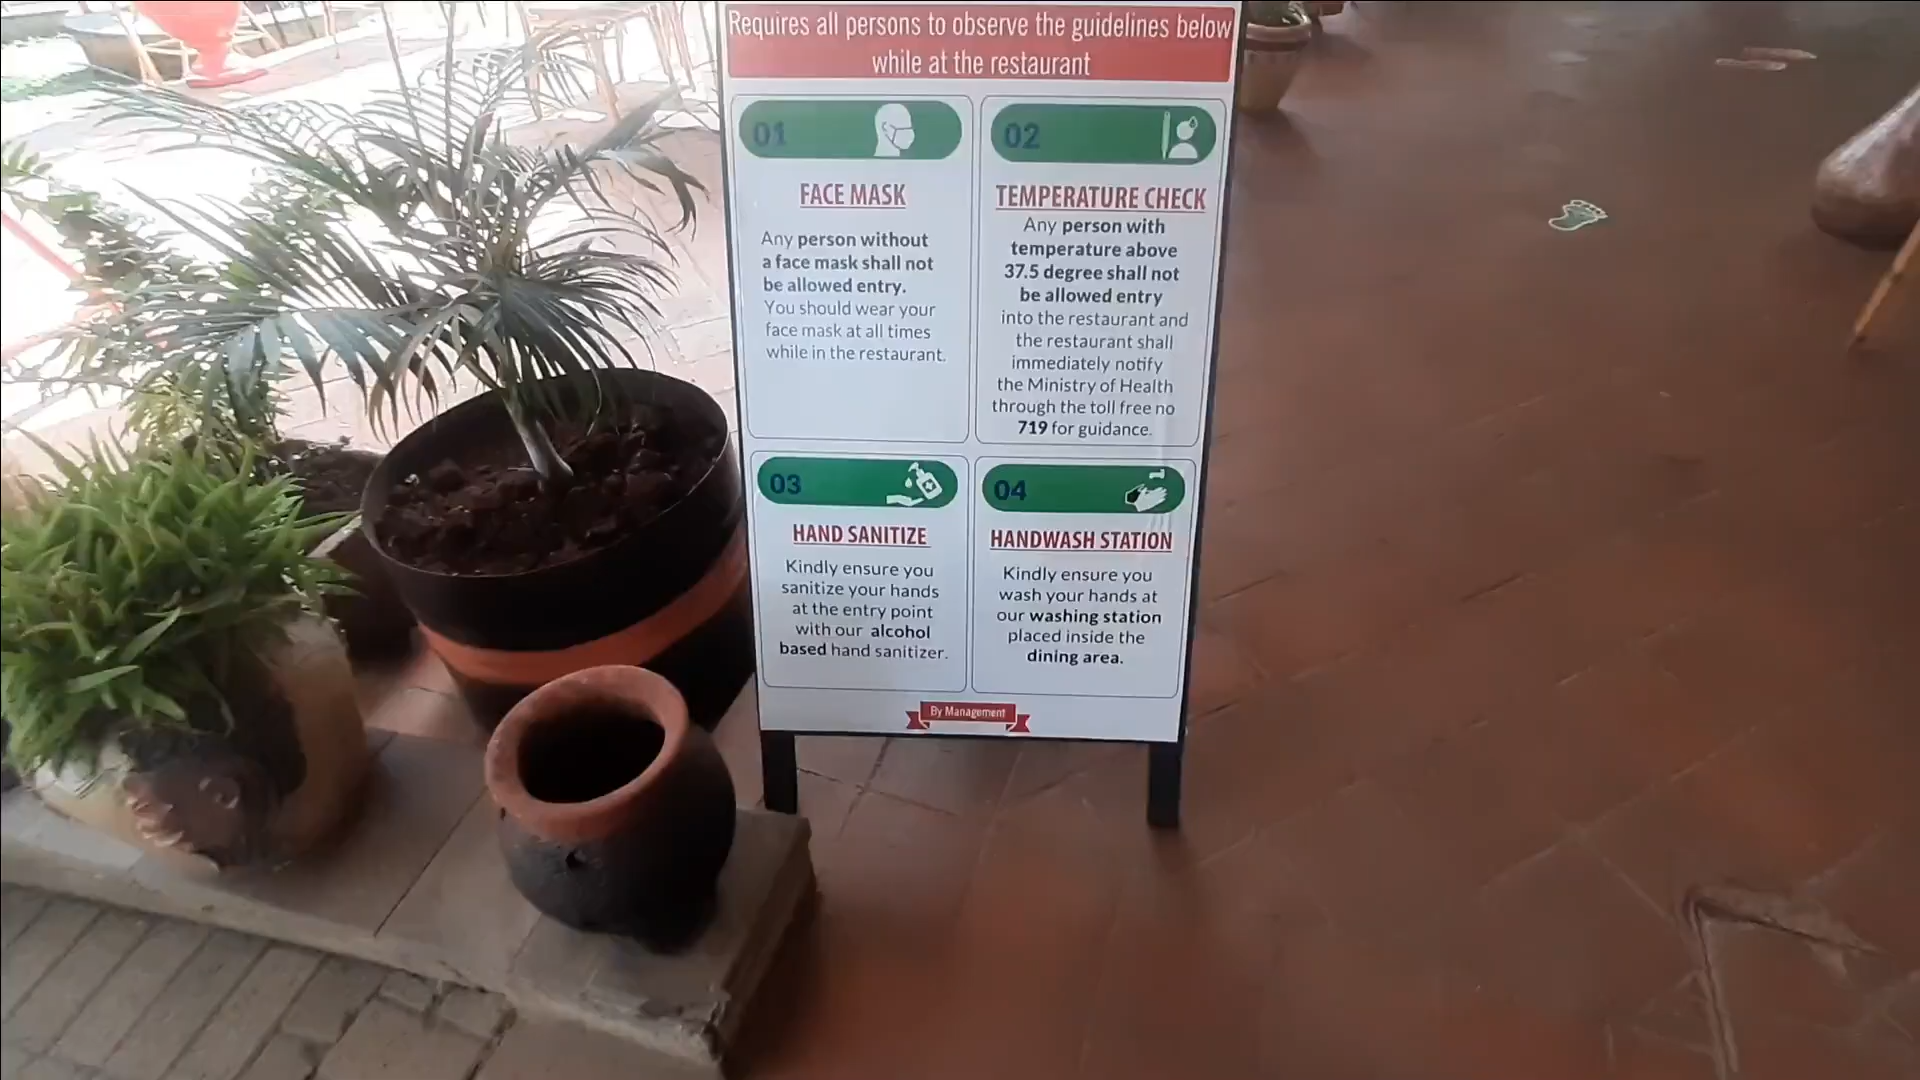 Requires all persons to observe the guidelines below
while at the restaurant
01
FACE MASK
Any person without
a face mask shall not
be allowed entry.
You should wear your
face mask at all times
while in the restaurant.
02
TEMPERATURE CHECK
Any person with
temperature above
37.5 degree shall not
be allowed entry
into the restaurant and
the restaurant shall
immediately notify
the Ministry of Health
through the toll free no
719 for guidance.
03
HAND SANITIZE
Kindly ensure you
sanitize your hands
at the entry point
with our alcohol
based hand sanitizer.
04
HANDWASH STATION
Kindly ensure you
wash your hands at
our washing station
placed inside the
dining area.
By Management